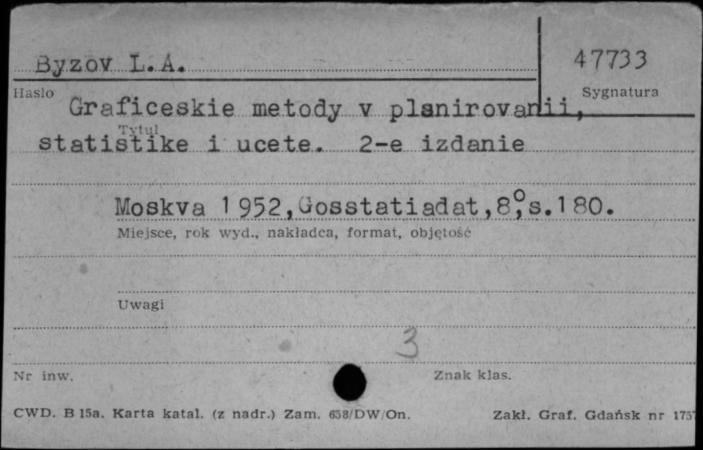 Byzov L.A.
47733
Hasło
Sygnatura
Graficeskie metody v planirovanii,
Tytuł
statistike i ucete. 2-e izdanie
Moskva 1952,Gosstatiadat,8°,s.180.
Miejsce, rok wyd., nakładca, format, objętość
Uwagi
3
Nr inw.
Znak klas.
CWD. B 15a. Karta katal. (z nadr.) Zam. 658/DW/On.
Zakł. Graf. Gdańsk nr